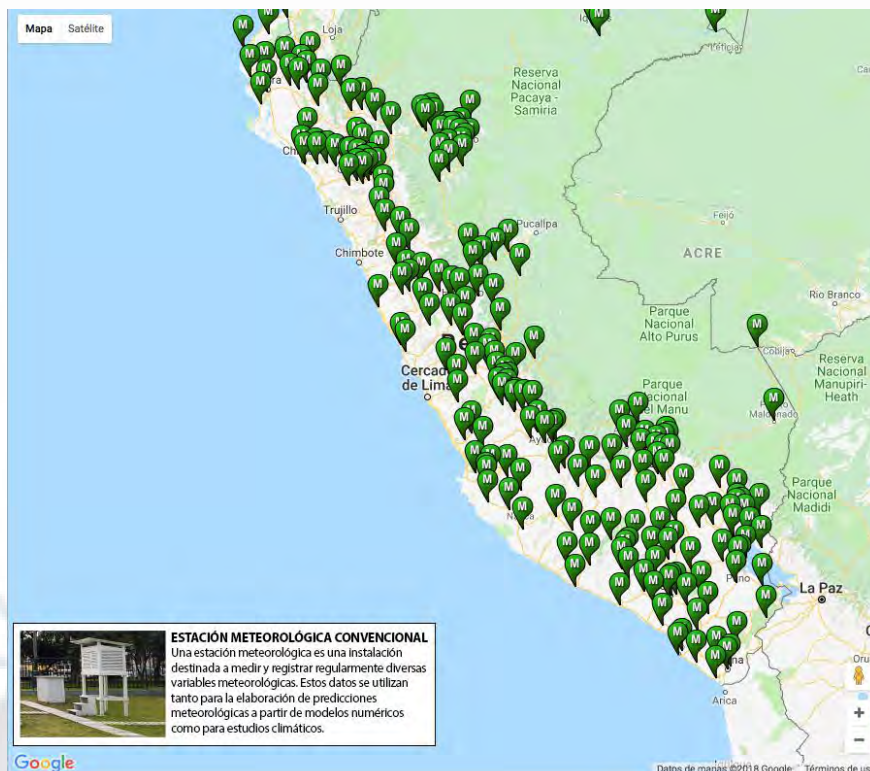 Mapa Satélite
Loja
Leticia
Reserva
Nacional
Pacaya -
Samiria
Trujillo
Pucallpa
Feijó
Chimbote
ACRE
Rio Branco
Parque
Nacional
Alto Purus
Cobija
Reserva
Nacional
Manuripi-
Heath
Cercado
de Lima
Parque
Nacional
del Manu
Maldonado
Parque
Nacional
Madidi
Puno
La Paz
Arica
ESTACIÓN METEOROLÓGICA CONVENCIONAL
Una estación meteorológica es una instalación
destinada a medir y registrar regularmente diversas
variables meteorológicas. Estos datos se utilizan
tanto para la elaboración de predicciones
meteorológicas a partir de modelos numéricos
como para estudios climáticos.
Google
Datos de mapas ©2018 Google Términos de us